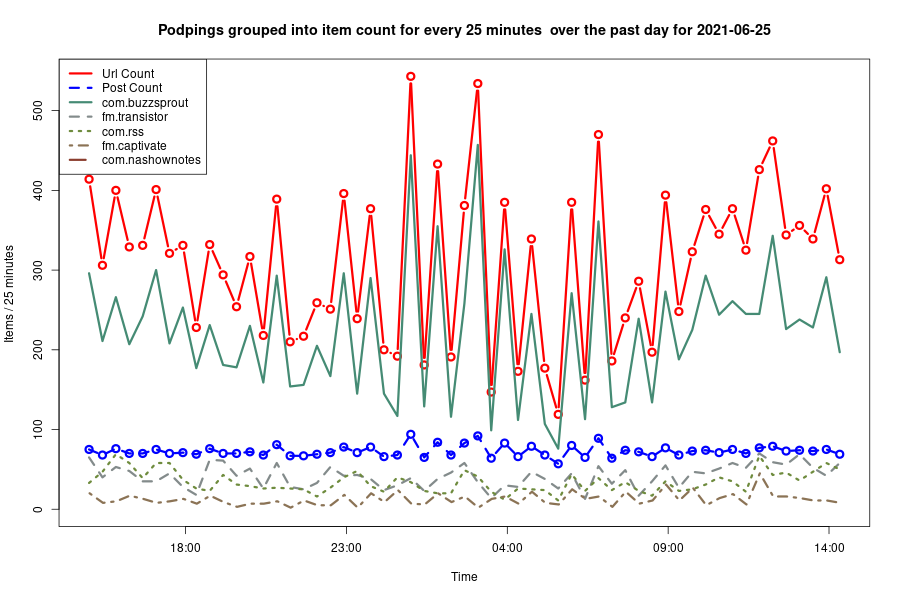 Podpings grouped into item count for every 25 minutes  over the past day for 2021-06-25
Url Count
Post Count
com.buzzsprout
fm.transistor
com.rss
fm.captivate
com.nashownotes
500
400
300
200
100
0
Items / 25 minutes
18:00 23:00 04:00 09:00 14:00
Time